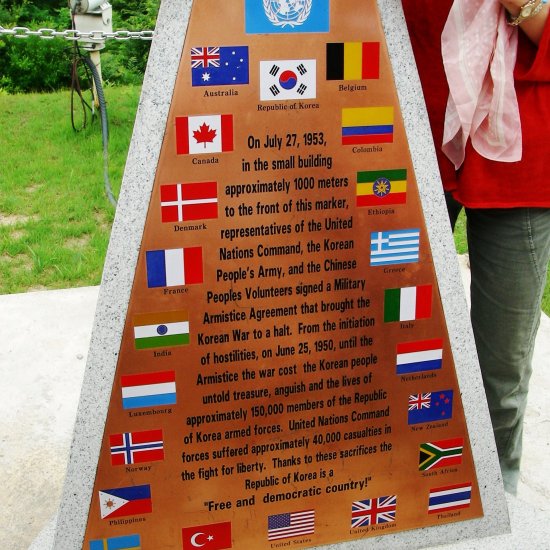 Australia
Republic of Korea
Belgium
Canada
Colombia
Denmark
Ethiopia
France
Greece
India
Italy
Luxembourg
Netherlands
Norway
New Zealand
Philippines
South Africa
Thailand
United States
United Kingdom
On July 27, 1953,
in the small building
approximately 1000 meters
to the front of this marker,
representatives of the United
Nations Command, the Korean
People's Army, and the Chinese
Peoples Volunteers signed a Military
Armistice Agreement that brought the
Korean War to a halt. From the initiation
of hostilities, on June 25, 1950, until the
Armistice the war cost the Korean people
untold treasure, anguish and the lives of
approximately 150,000 members of the Republic
of Korea armed forces. United Nations Command
forces suffered approximately 40,000 casualties in
the fight for liberty. Thanks to these sacrifices the
Republic of Korea is a
"Free and democratic country!"